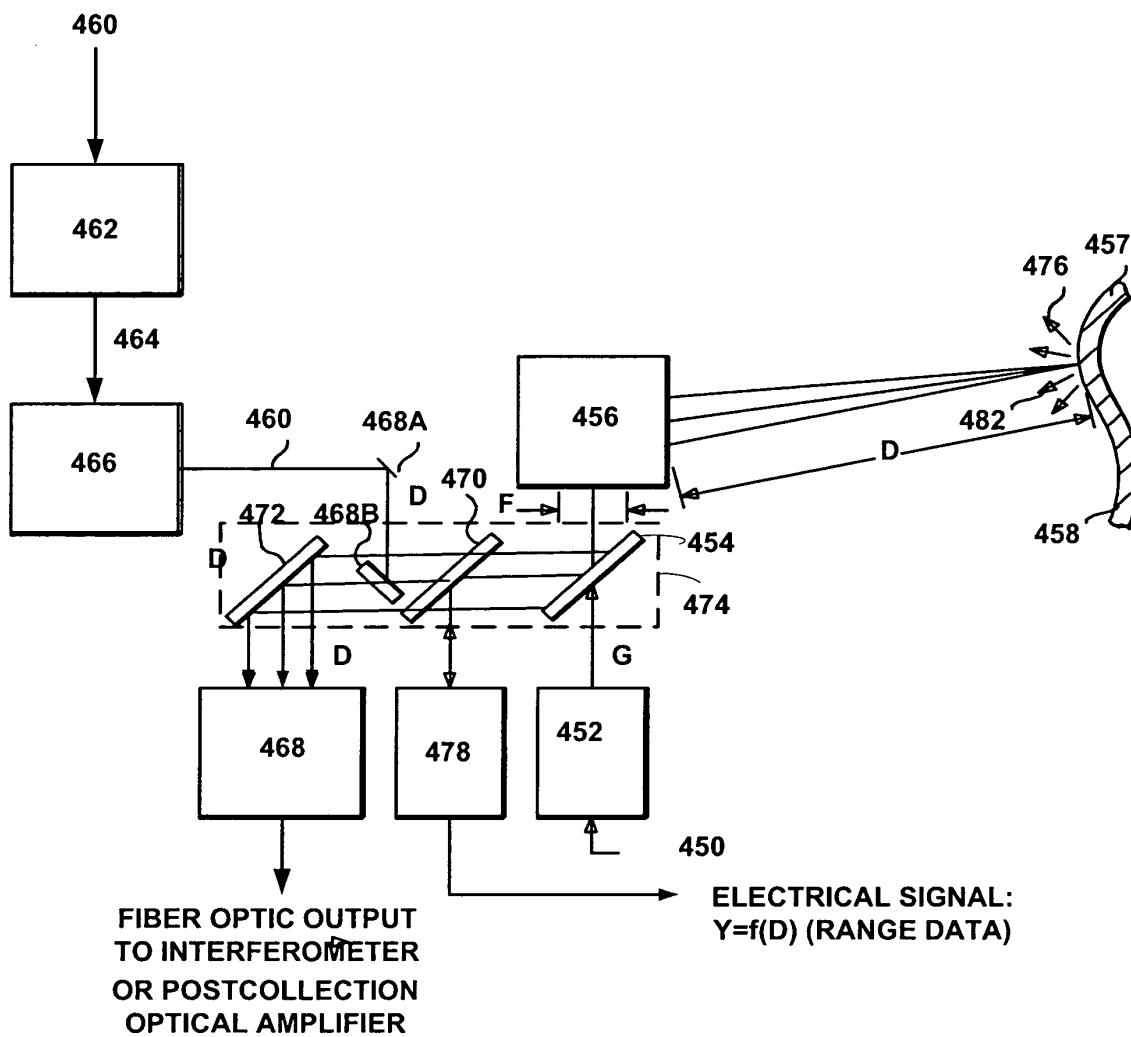 460
462
464
466
460
468A
D
470
472
468B
D
F
456
476
457
482
D
458
454
474
D
G
468
478
452
450
FIBER OPTIC OUTPUT
TO INTERFEROMETER
OR POSTCOLLECTION
OPTICAL AMPLIFIER
ELECTRICAL SIGNAL:
Y=f(D) (RANGE DATA)